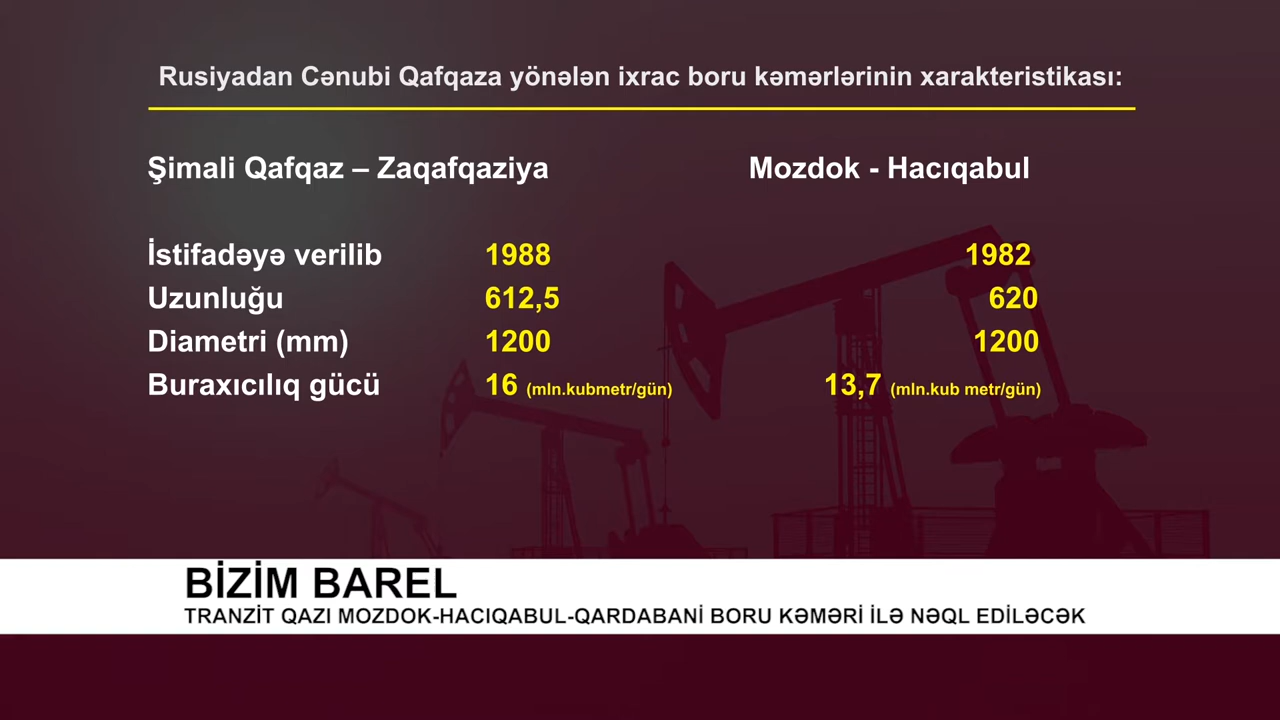 Rusiyadan Cənubi Qafqaza yönələn ixrac boru kəmərlərinin xarakteristikası:
Şimali Qafqaz – Zaqafqaziya Mozdok - Hacıqabul
İstifadəyə verilib 1988 1982
Uzunluğu 612,5 620
Diametri (mm) 1200 1200
Buraxıcılıq gücü 16 (mln.kubmetr/gün) 13,7 (mln.kub metr/gün)
BİZİM BAREL
TRANZİT QAZI MOZDOK-HACIQABUL-QARDABANİ BORU KƏMƏRİ İLƏ NƏQL EDİLƏCƏK